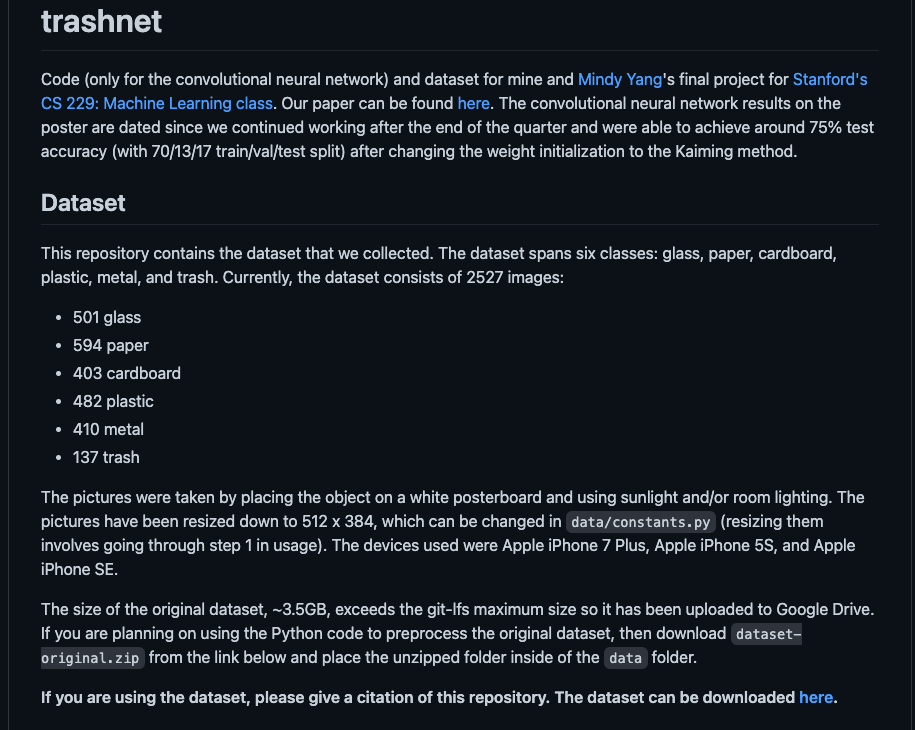 trashnet
Code (only for the convolutional neural network) and dataset for mine and Mindy Yang's final project for Stanford's
CS 229: Machine Learning class. Our paper can be found here. The convolutional neural network results on the
poster are dated since we continued working after the end of the quarter and were able to achieve around 75% test
accuracy (with 70/13/17 train/val/test split) after changing the weight initialization to the Kaiming method.
Dataset
This repository contains the dataset that we collected. The dataset spans six classes: glass, paper, cardboard,
plastic, metal, and trash. Currently, the dataset consists of 2527 images:
• 501 glass
• 594 paper
• 403 cardboard
• 482 plastic
• 410 metal
• 137 trash
The pictures were taken by placing the object on a white posterboard and using sunlight and/or room lighting. The
pictures have been resized down to 512 x 384, which can be changed in data/constants.py (resizing them
involves going through step 1 in usage). The devices used were Apple iPhone 7 Plus, Apple iPhone 5S, and Apple
iPhone SE.
The size of the original dataset, ~3.5GB, exceeds the git-lfs maximum size so it has been uploaded to Google Drive.
If you are planning on using the Python code to preprocess the original dataset, then download dataset-
original.zip from the link below and place the unzipped folder inside of the data folder.
If you are using the dataset, please give a citation of this repository. The dataset can be downloaded here.